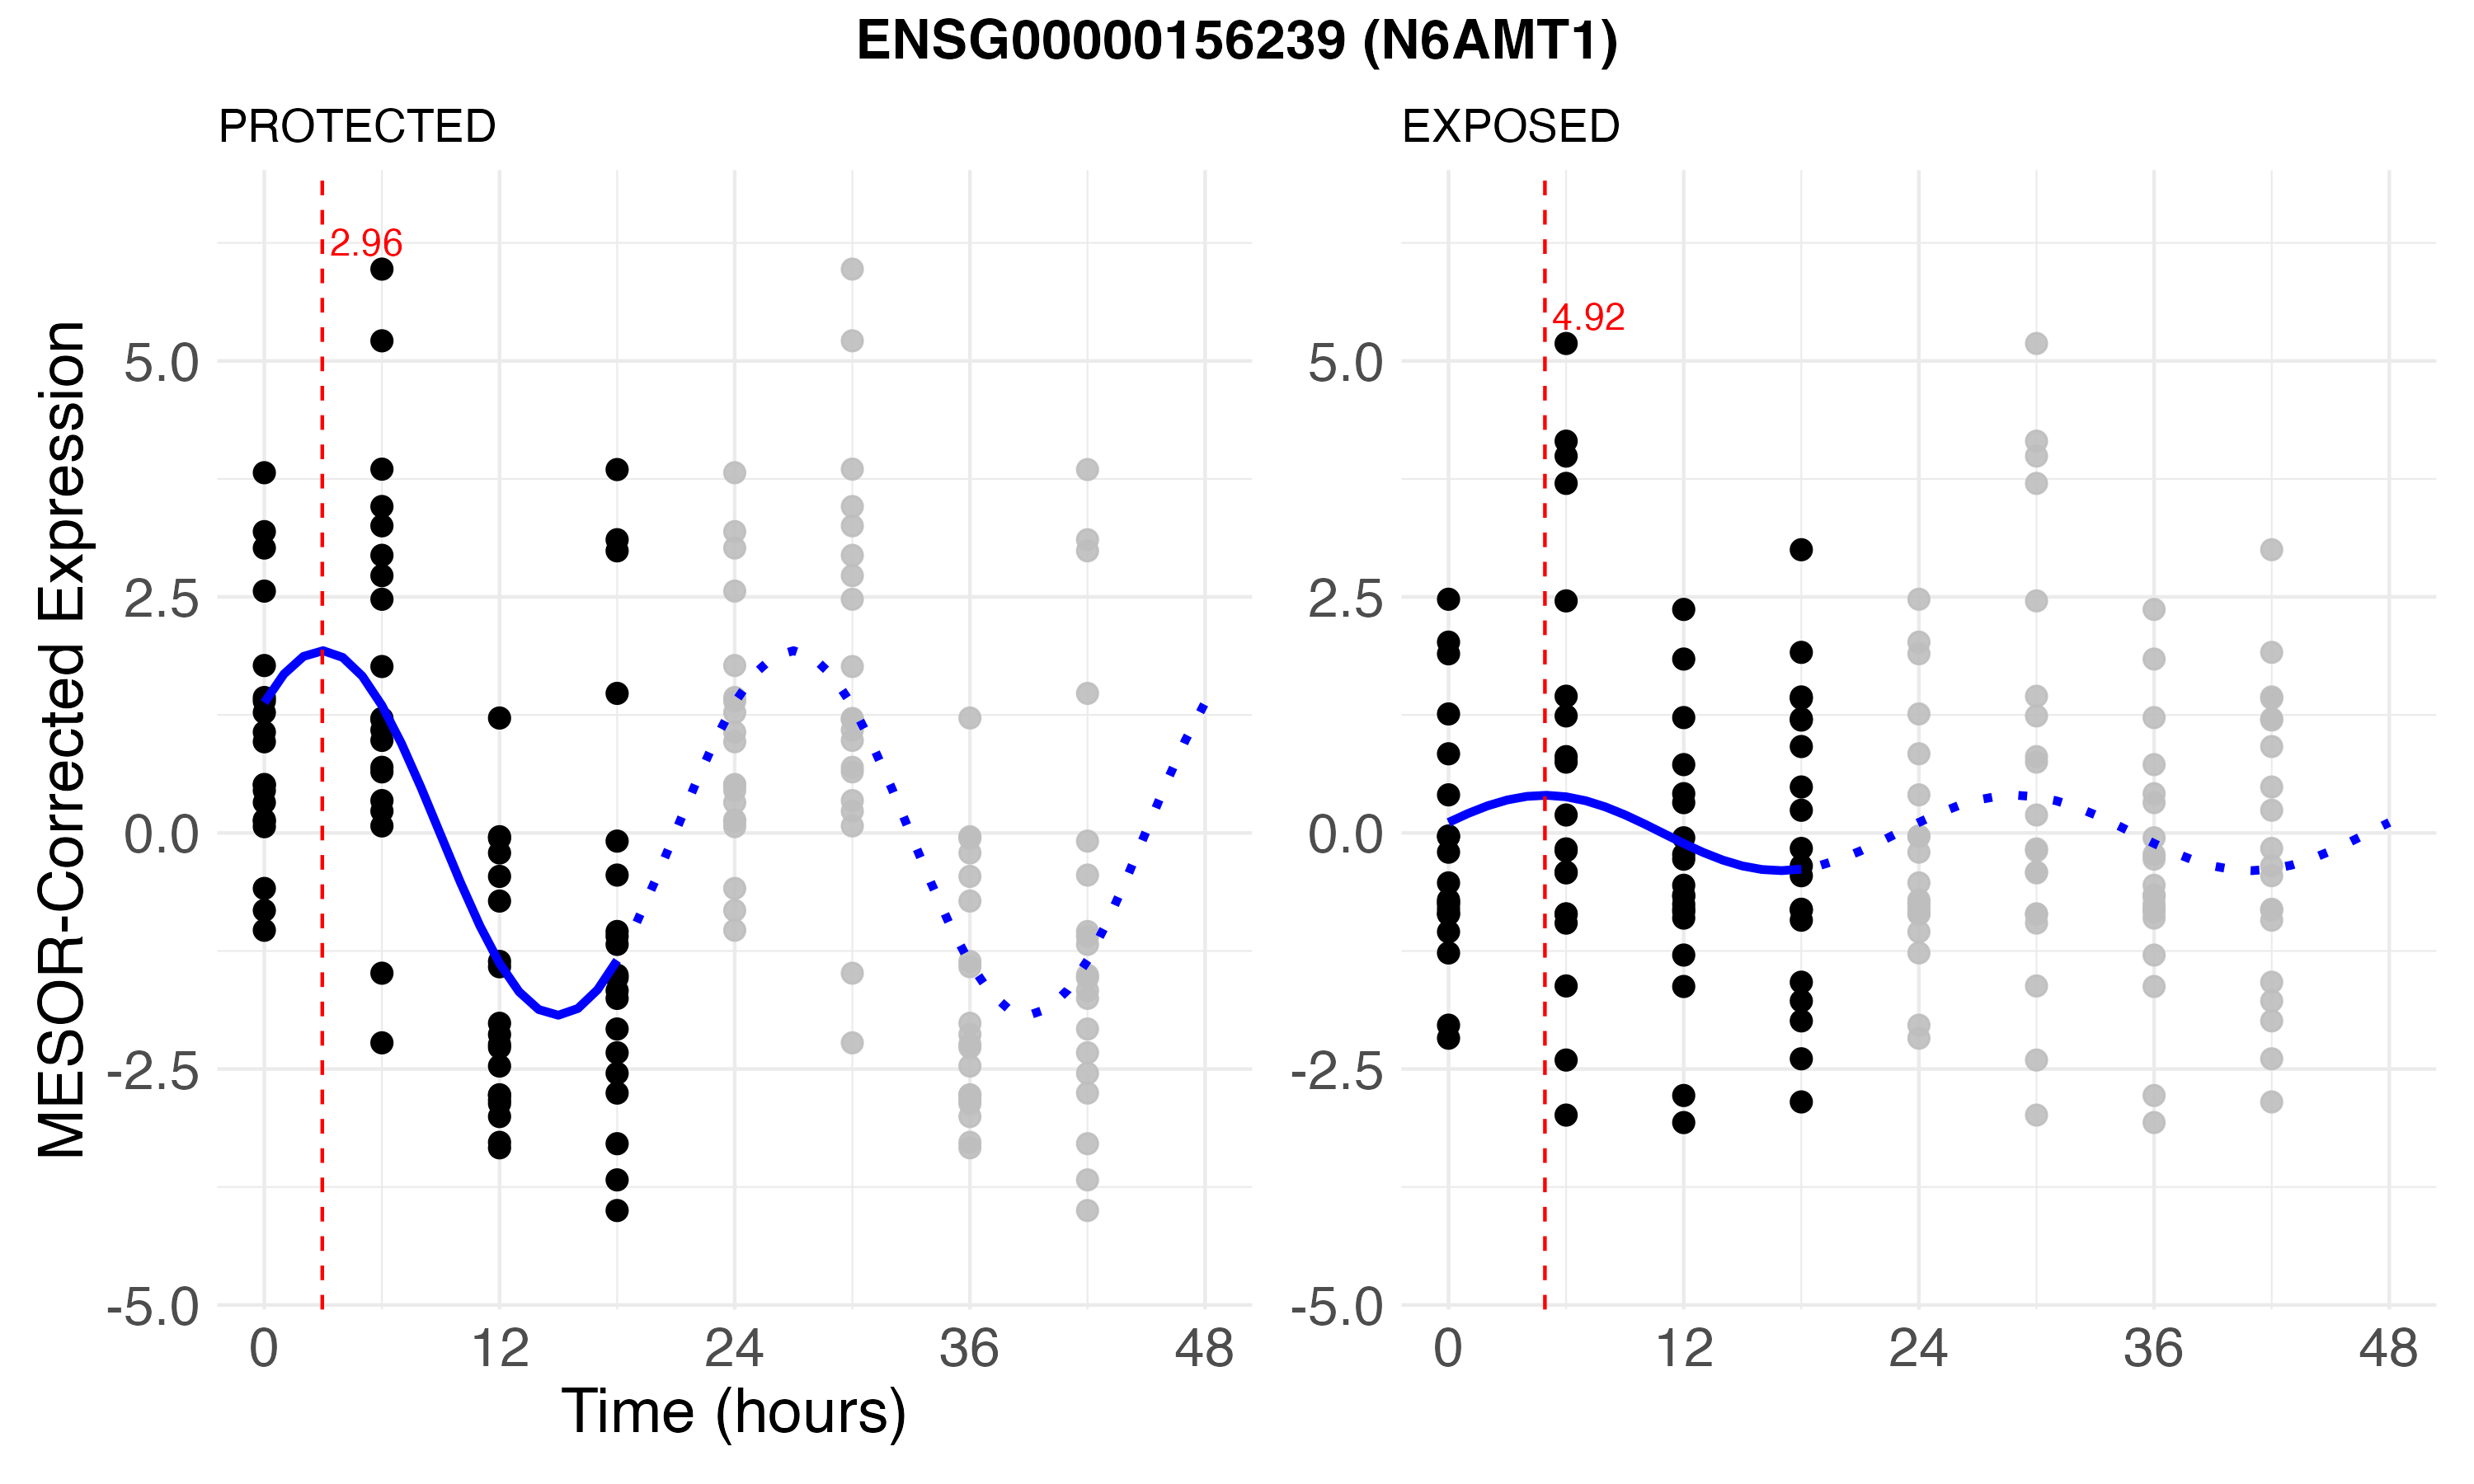 ENSG00000156239 (N6AMT1)
PROTECTED
EXPOSED
MESOR-Corrected Expression
2.96
5.0
2.5
0.0
-2.5
-5.0
0 12 24 36 48
Time (hours)
4.92
5.0
2.5
0.0
-2.5
-5.0
0 12 24 36 48